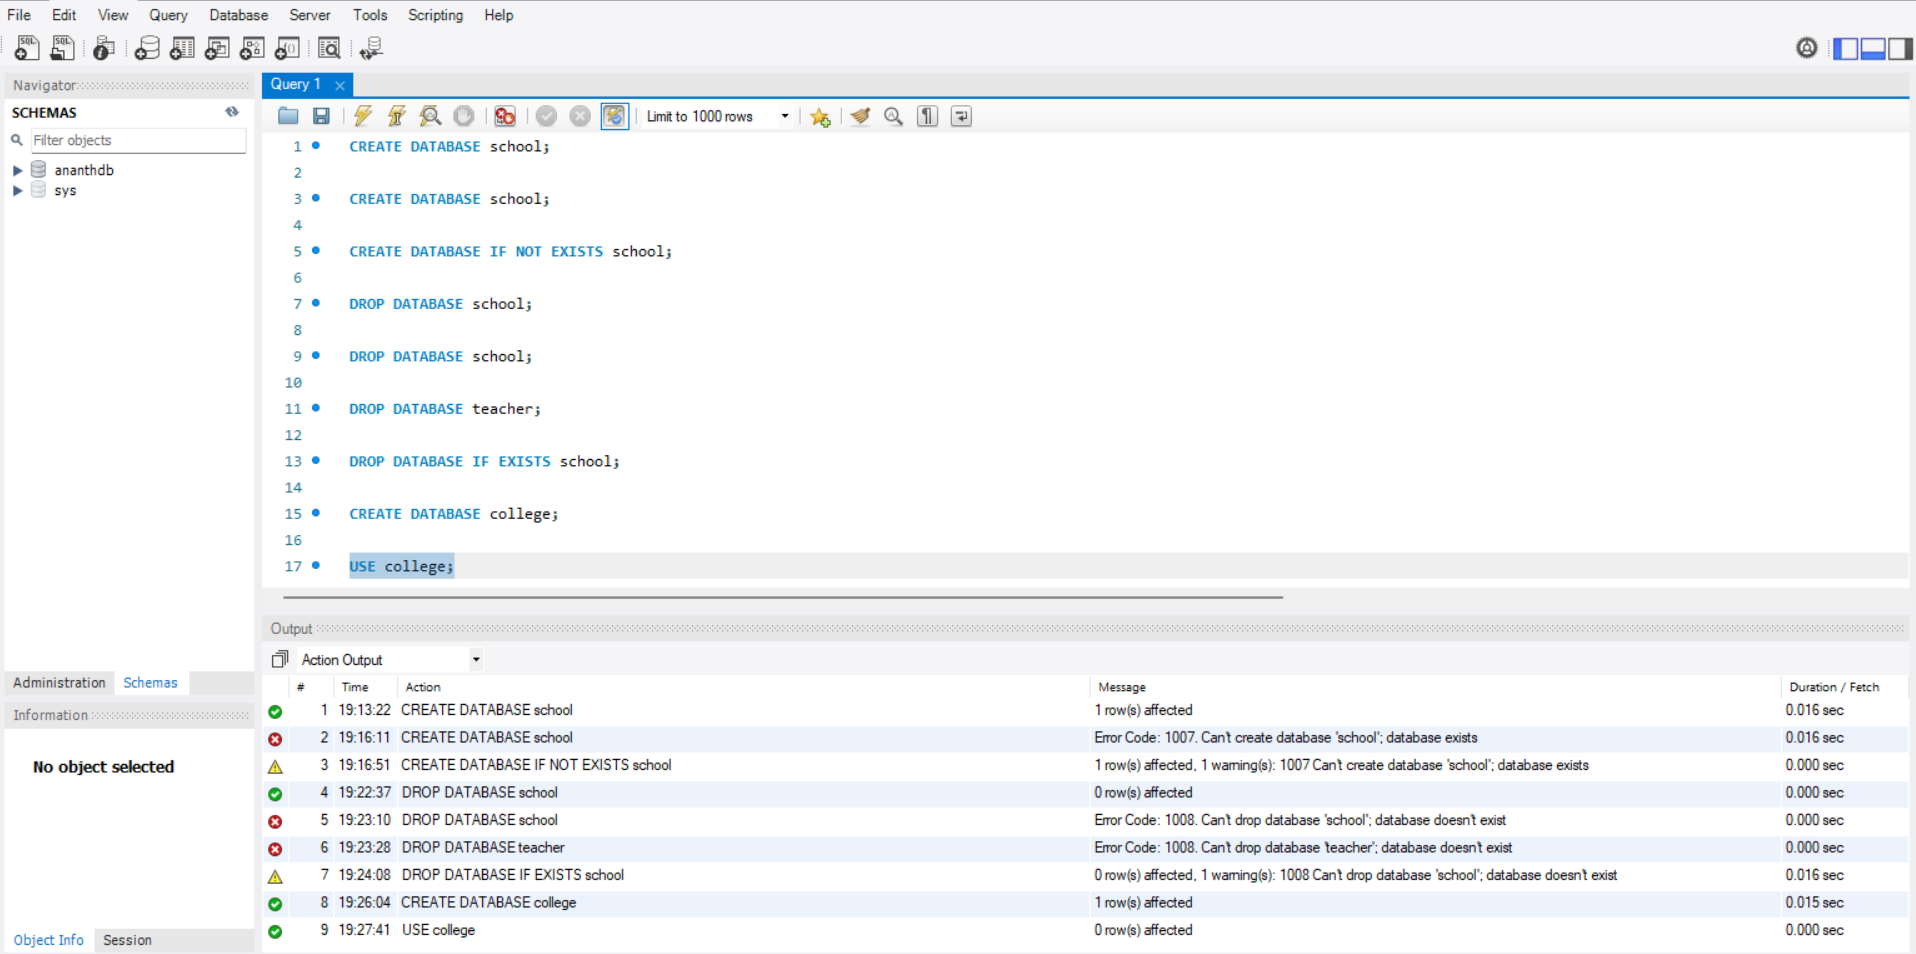 File Edit View Query Database Server Tools Scripting Help
SQL SQL
Navigator
SCHEMAS
Filter objects
ananthdb
sys
Administration Schemas
Information
No object selected
Object Info Session
Query 1
Limit to 1000 rows
1 CREATE DATABASE school;
2
3 CREATE DATABASE school;
4
5 CREATE DATABASE IF NOT EXISTS school;
6
7 DROP DATABASE school;
8
9 DROP DATABASE school;
10
11 DROP DATABASE teacher;
12
13 DROP DATABASE IF EXISTS school;
14
15 CREATE DATABASE college;
16
17 USE college;
Output
Action Output
# Time Action Message Duration / Fetch
1 19:13:22 CREATE DATABASE school 1 row(s) affected 0.016 sec
2 19:16:11 CREATE DATABASE school Error Code: 1007. Can't create database 'school'; database exists 0.016 sec
3 19:16:51 CREATE DATABASE IF NOT EXISTS school 1 row(s) affected, 1 warning(s): 1007 Can't create database 'school'; database exists 0.000 sec
4 19:22:37 DROP DATABASE school 0 row(s) affected 0.000 sec
5 19:23:10 DROP DATABASE school Error Code: 1008. Can't drop database 'school'; database doesn't exist 0.000 sec
6 19:23:28 DROP DATABASE teacher Error Code: 1008. Can't drop database 'teacher'; database doesn't exist 0.000 sec
7 19:24:08 DROP DATABASE IF EXISTS school 0 row(s) affected, 1 warning(s): 1008 Can't drop database 'school'; database doesn't exist 0.016 sec
8 19:26:04 CREATE DATABASE college 1 row(s) affected 0.015 sec
9 19:27:41 USE college 0 row(s) affected 0.000 sec